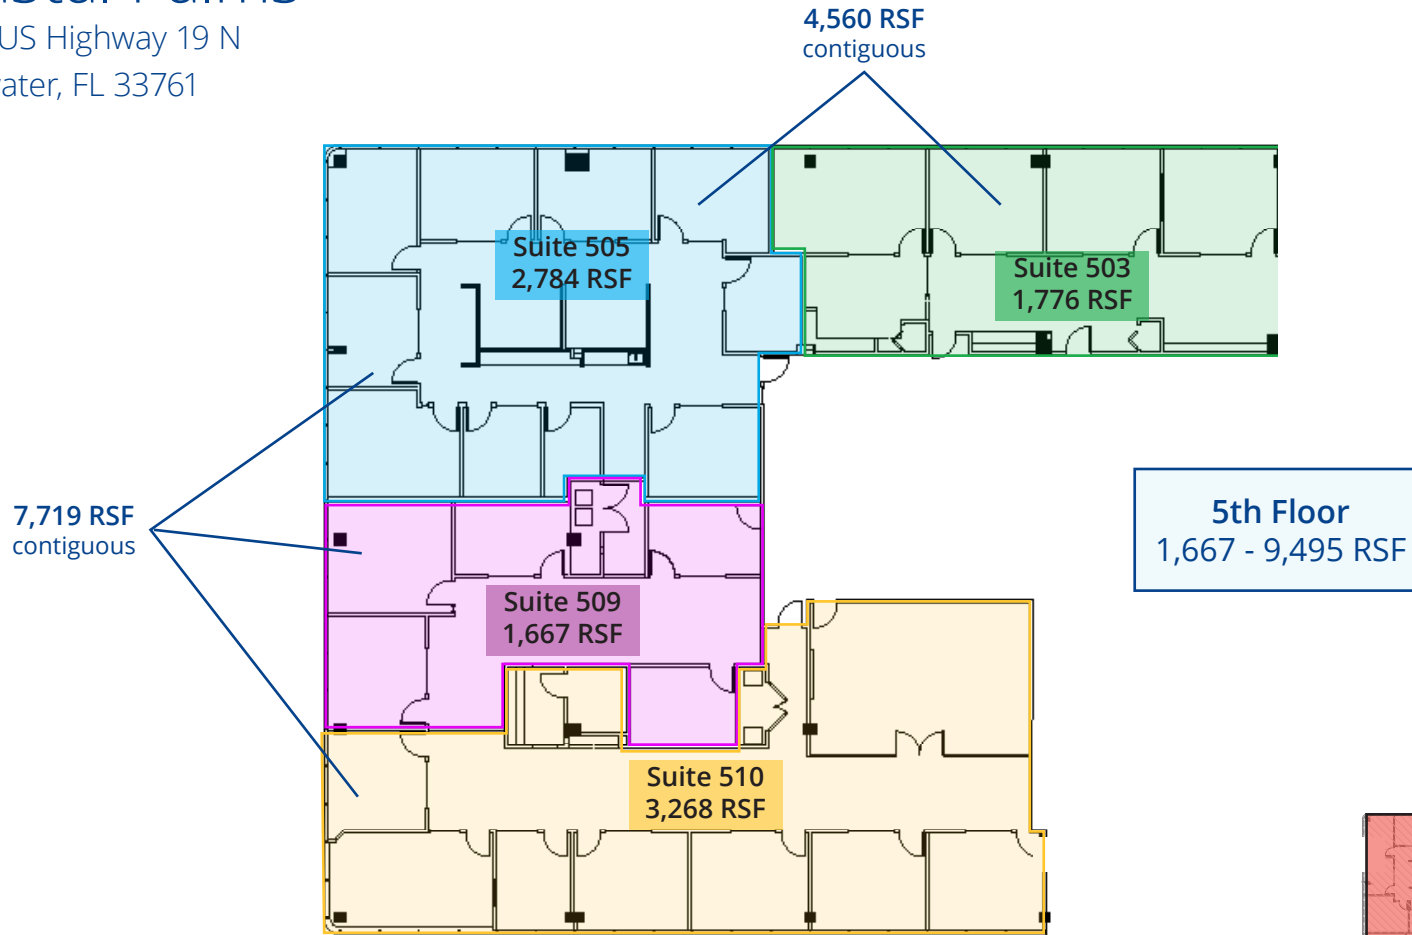 US Highway 19 N
FL 33761
4,560 RSF
contiguous
Suite 505
2,784 RSF
Suite 503
1,776 RSF
7,719 RSF
contiguous
5th Floor
1,667 - 9,495 RSF
Suite 509
1,667 RSF
Suite 510
3,268 RSF